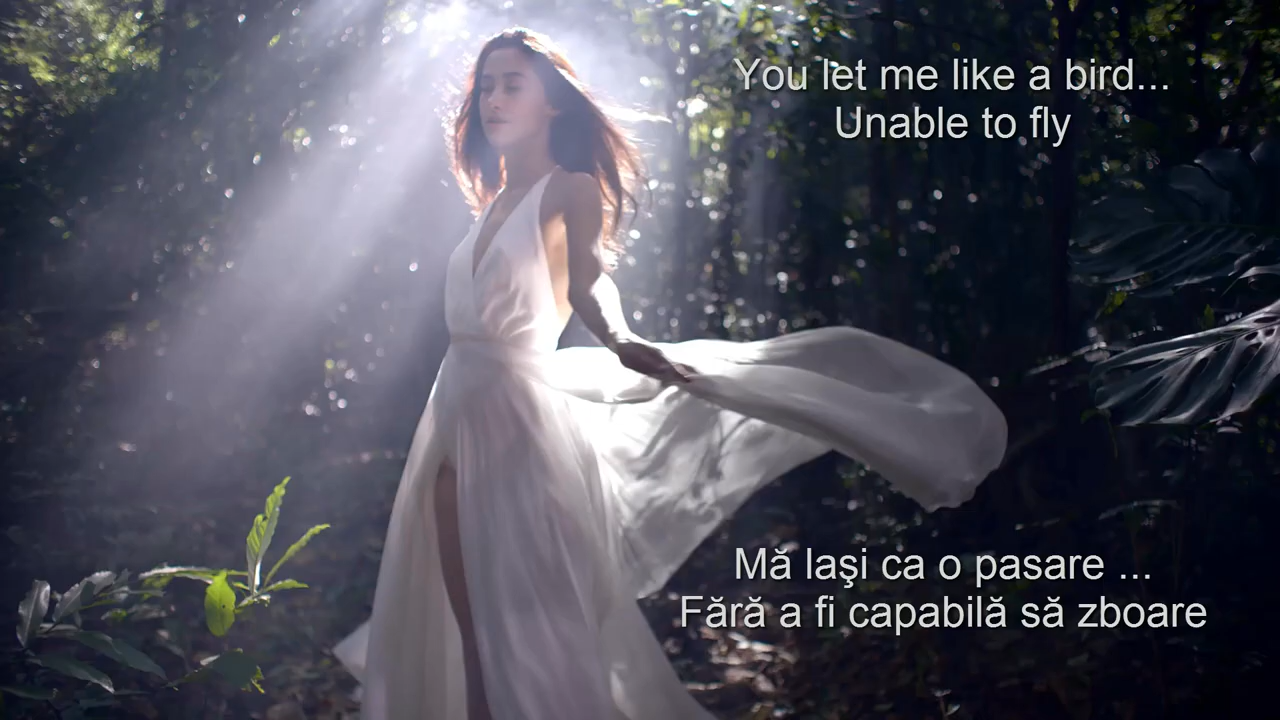 You let me like a bird...
Unable to fly
Mă laşi ca o pasare ...
Fără a fi capabilă să zboare